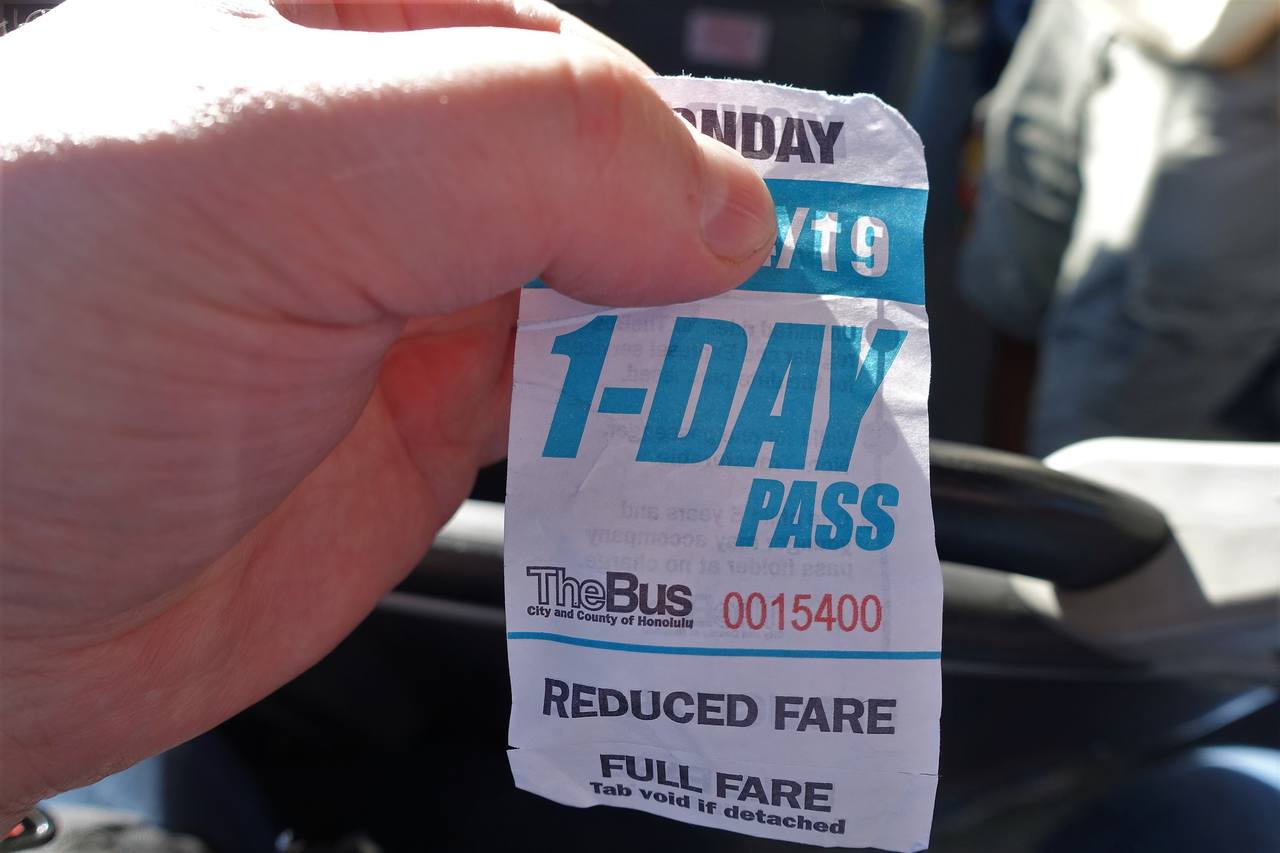 ONDAY
/19
1-DAY
PASS
TheBus
City and County of Honolulu
0015400
REDUCED FARE
FULL FARE
Tab void if detached